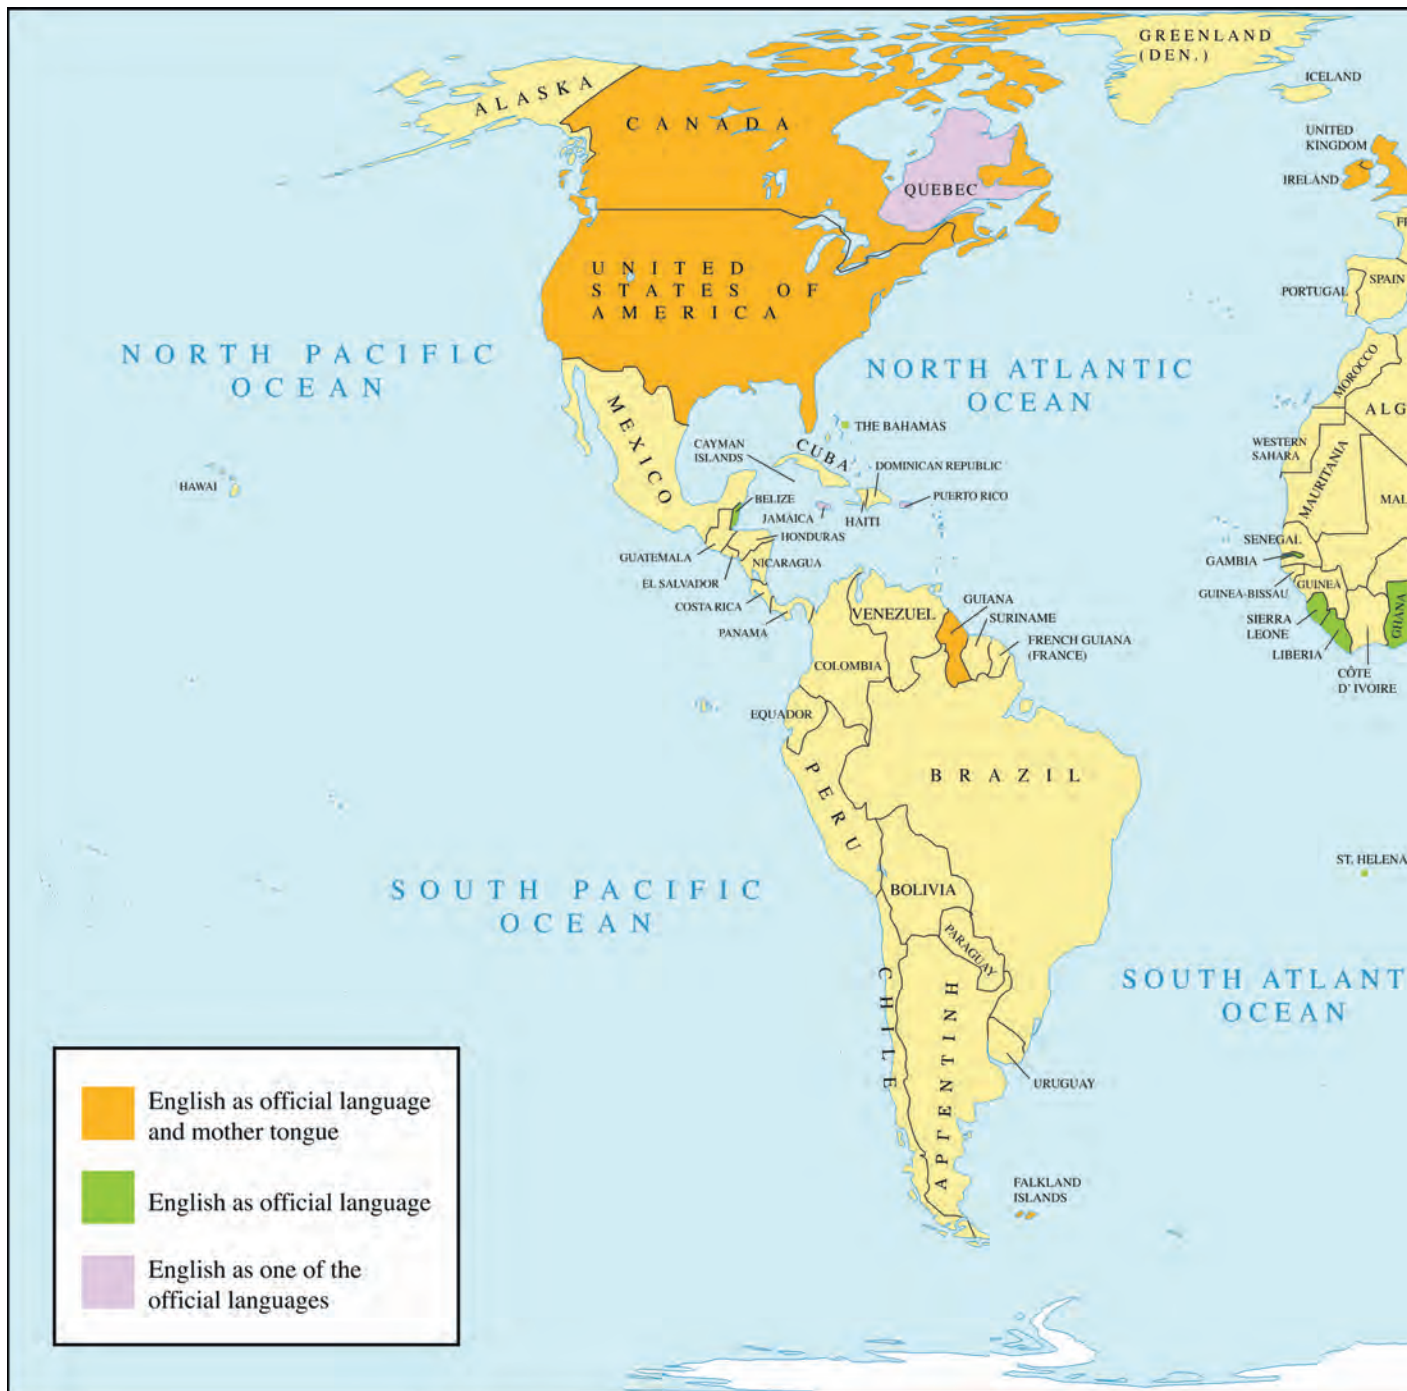 GREENLAND
(DEN.)
ICELAND
ALASKA
CANADA
UNITED
KINGDOM
IRELAND
QUEBEC
UNITED
STATES OF
AMERICA
SPAIN
PORTUGAL
NORTH PACIFIC
OCEAN
NORTH ATLANTIC
OCEAN
MOROCCO
ALG
MEXICO
THE BAHAMAS
CAYMAN
ISLANDS
CUBA
WESTERN
SAHARA
DOMINICAN REPUBLIC
MAURITANIA
HAWAI
BELIZE
PUERTO RICO
MAL
JAMAICA
HAITI
HONDURAS
SENEGAL
GUATEMALA
NICARAGUA
GAMBIA
EL SALVADOR
GUINEA
GUINEA-BISSAU
COSTA RICA
GUIANA
VENEZUEL
SURINAME
SIERRA
LEONE
GHANA
PANAMA
FRENCH GUIANA
(FRANCE)
LIBERIA
COLOMBIA
CÔTE
D' IVOIRE
EQUADOR
BRAZIL
PERU
ST. HELENA
SOUTH PACIFIC
OCEAN
BOLIVIA
PARAGUAY
SOUTH ATLANT
OCEAN
CHILE
АРГЕNTINH
URUGUAY
FALKLAND
ISLANDS
English as official language
and mother tongue
English as official language
English as one of the
official languages